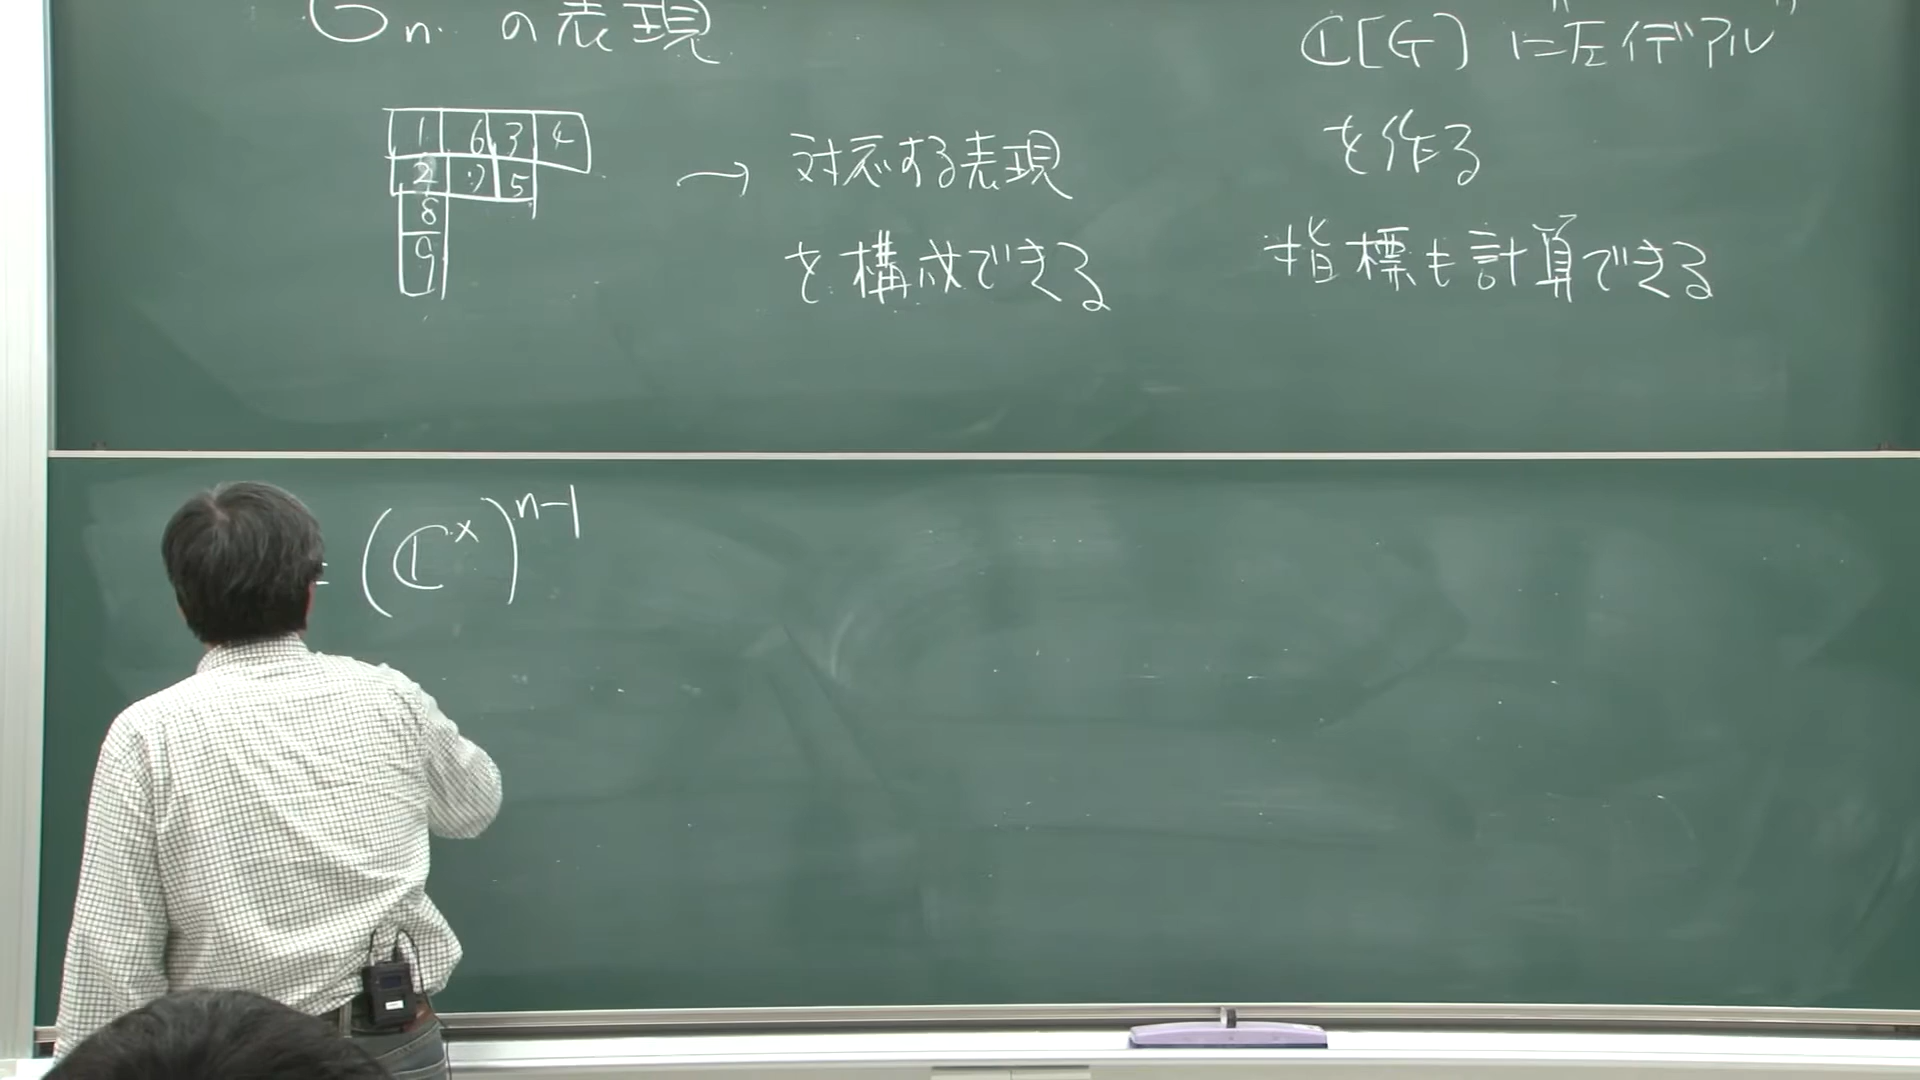 𝔖n の表現
1 6 3 4
2 7 5
8
9
→ 対応する表現
を構成できる
ℂ[G] に"左イデアル"
を作る
指標も計算できる
= (ℂ^×)^{n-1}